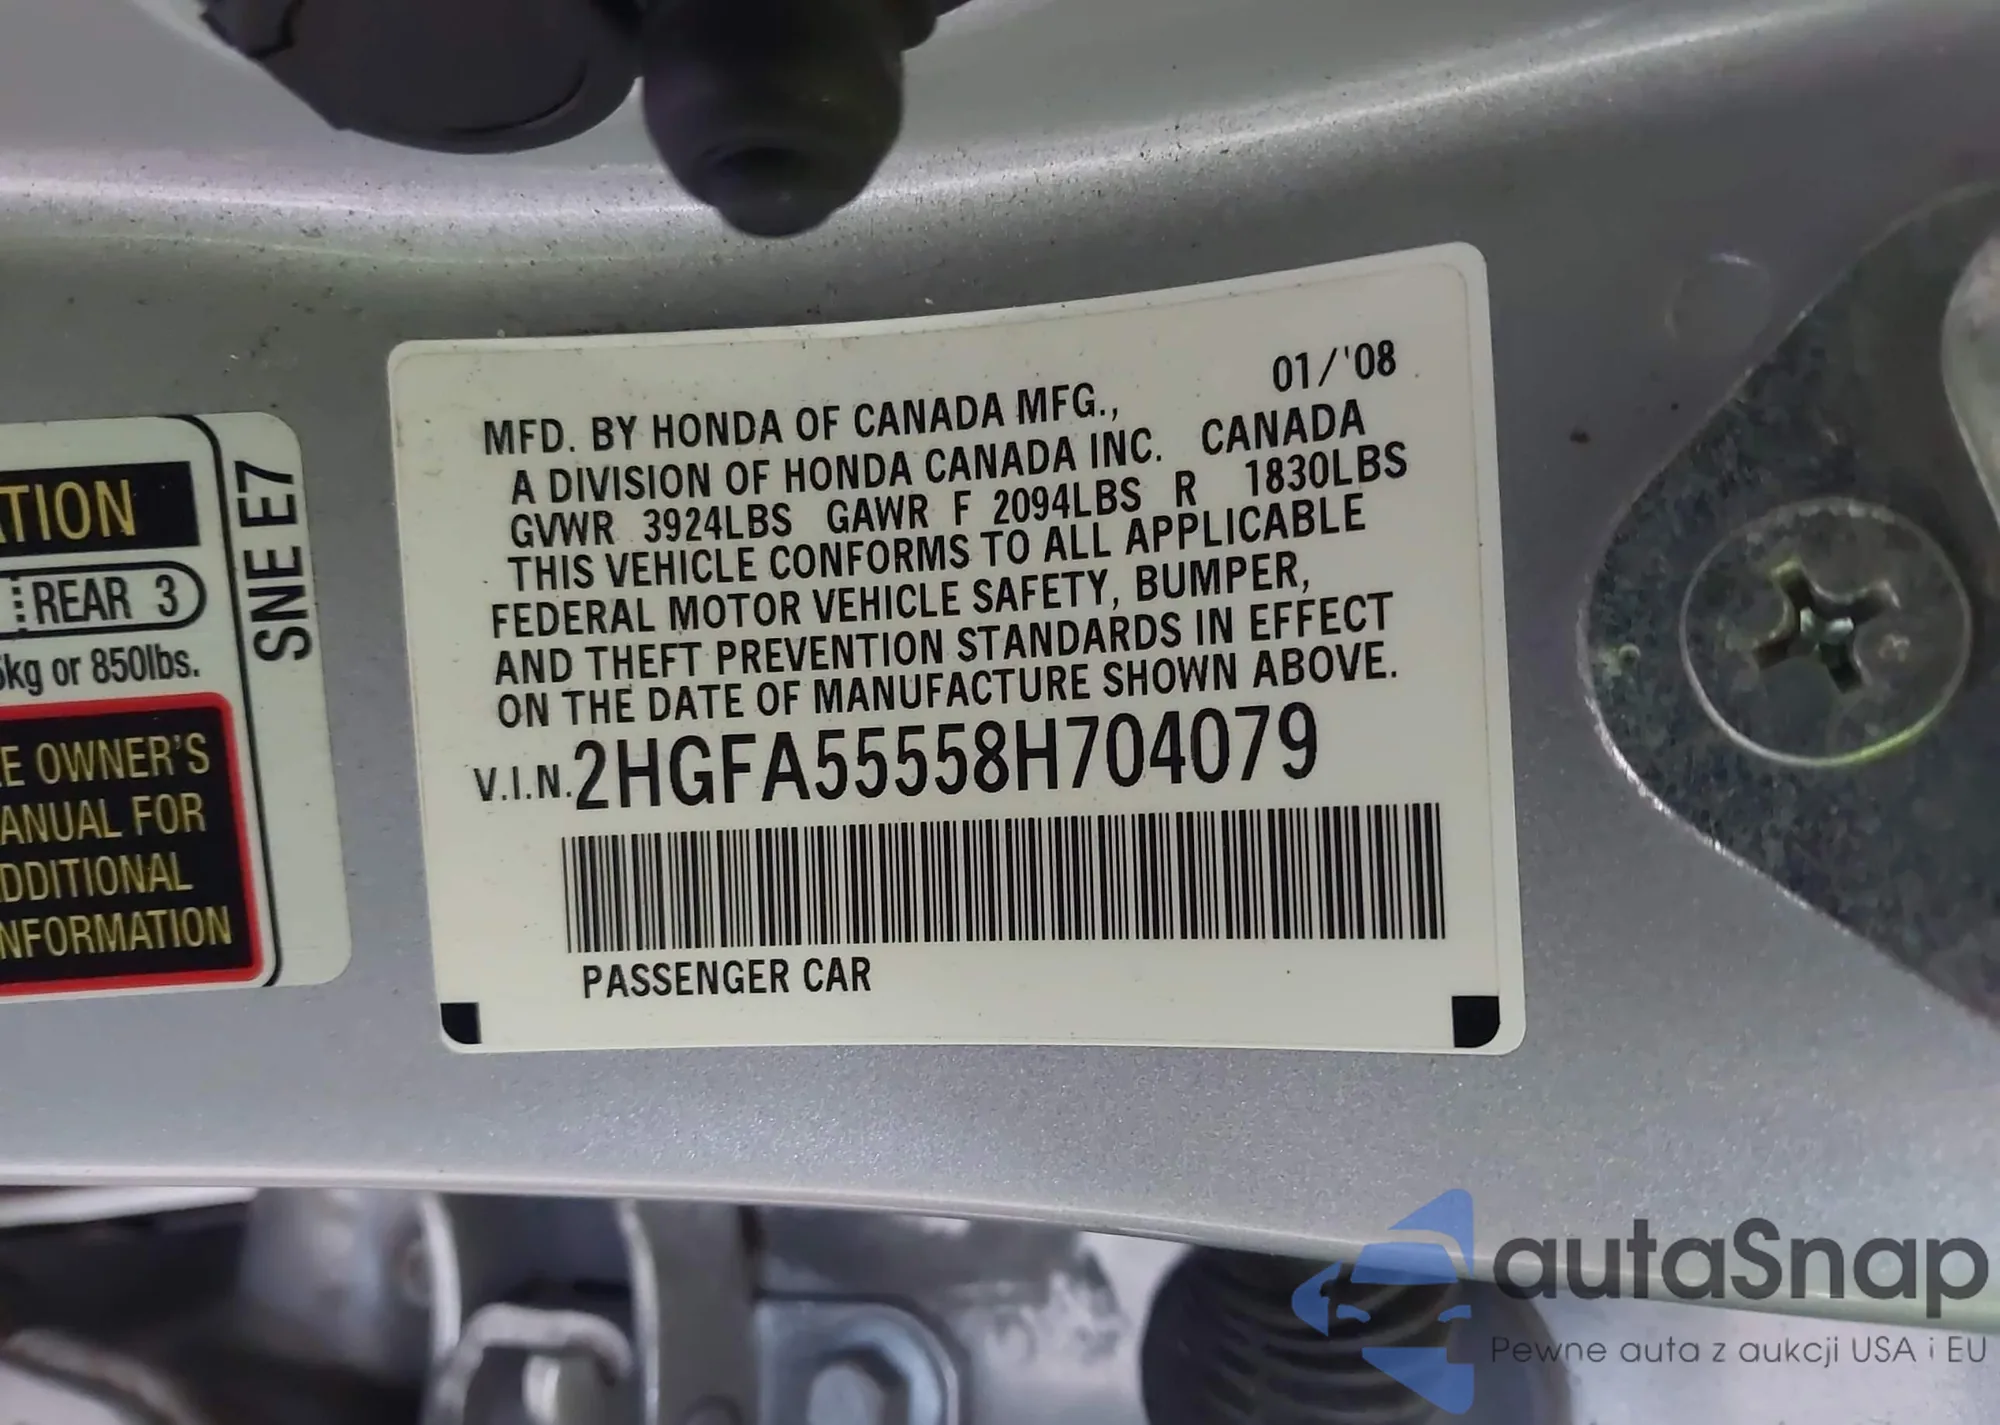 01/'08
MFD. BY HONDA OF CANADA MFG.,
A DIVISION OF HONDA CANADA INC. CANADA
GVWR 3924LBS GAWR F 2094LBS R 1830LBS
THIS VEHICLE CONFORMS TO ALL APPLICABLE
FEDERAL MOTOR VEHICLE SAFETY, BUMPER,
AND THEFT PREVENTION STANDARDS IN EFFECT
ON THE DATE OF MANUFACTURE SHOWN ABOVE.
V.I.N. 2HGFA55558H704079
PASSENGER CAR
ATION
REAR 3
kg or 850lbs.
E OWNER'S
ANUAL FOR
DDITIONAL
NFORMATION
SNE E7
autaSnap
Pewne auta z aukcji USA i EU